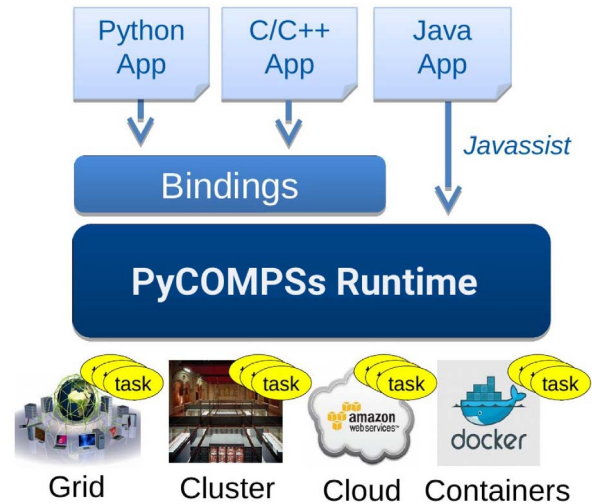 Python
App
C/C++
App
Java
App
Javassist
Bindings
PyCOMPSs Runtime
task
task
task
task
amazon
webservices™
docker
Grid
Cluster
Cloud
Containers